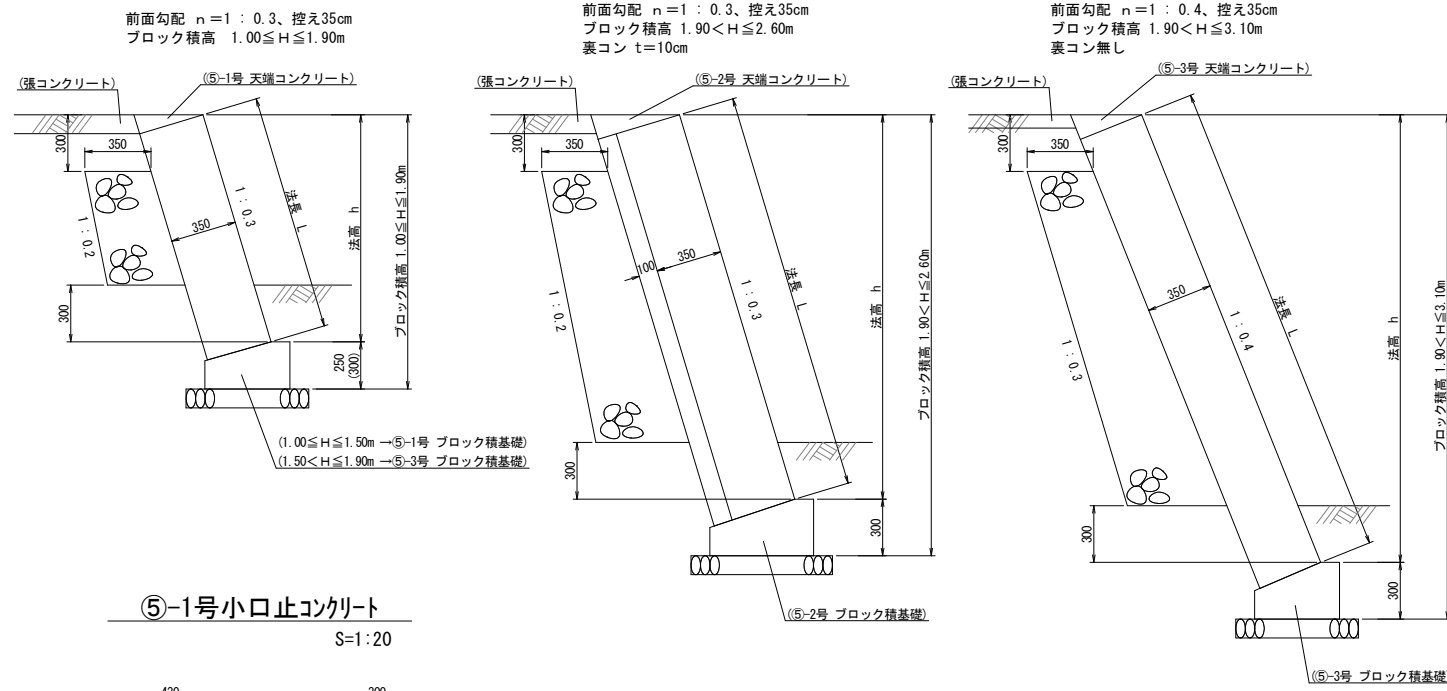 前面勾配 n=1 : 0.3、控え35cm
ブロック積高 1.00≦H≦1.90m
(張コンクリート)
(⑤-1号 天端コンクリート)
300
350
1 : 0.2
350
1 : 0.3
法長 L
法高 h
ブロック積高 1.00≦H≦1.90m
300
250
(300)
(1.00≦H≦1.50m →⑤-1号 ブロック積基礎)
(1.50<H≦1.90m →⑤-3号 ブロック積基礎)
前面勾配 n=1 : 0.3、控え35cm
ブロック積高 1.90<H≦2.60m
裏コン t=10cm
(張コンクリート)
(⑤-2号 天端コンクリート)
300
350
1 : 0.2
100
350
1 : 0.3
法長 L
法高 h
ブロック積高 1.90<H≦2.60m
300
300
(⑤-2号 ブロック積基礎)
前面勾配 n=1 : 0.4、控え35cm
ブロック積高 1.90<H≦3.10m
裏コン無し
(張コンクリート)
(⑤-3号 天端コンクリート)
300
350
1 : 0.3
350
1 : 0.4
法長 L
法高 h
ブロック積高 1.90<H≦3.10m
300
300
(⑤-3号 ブロック積基礎
⑤-1号小口止コンクリート
S=1:20